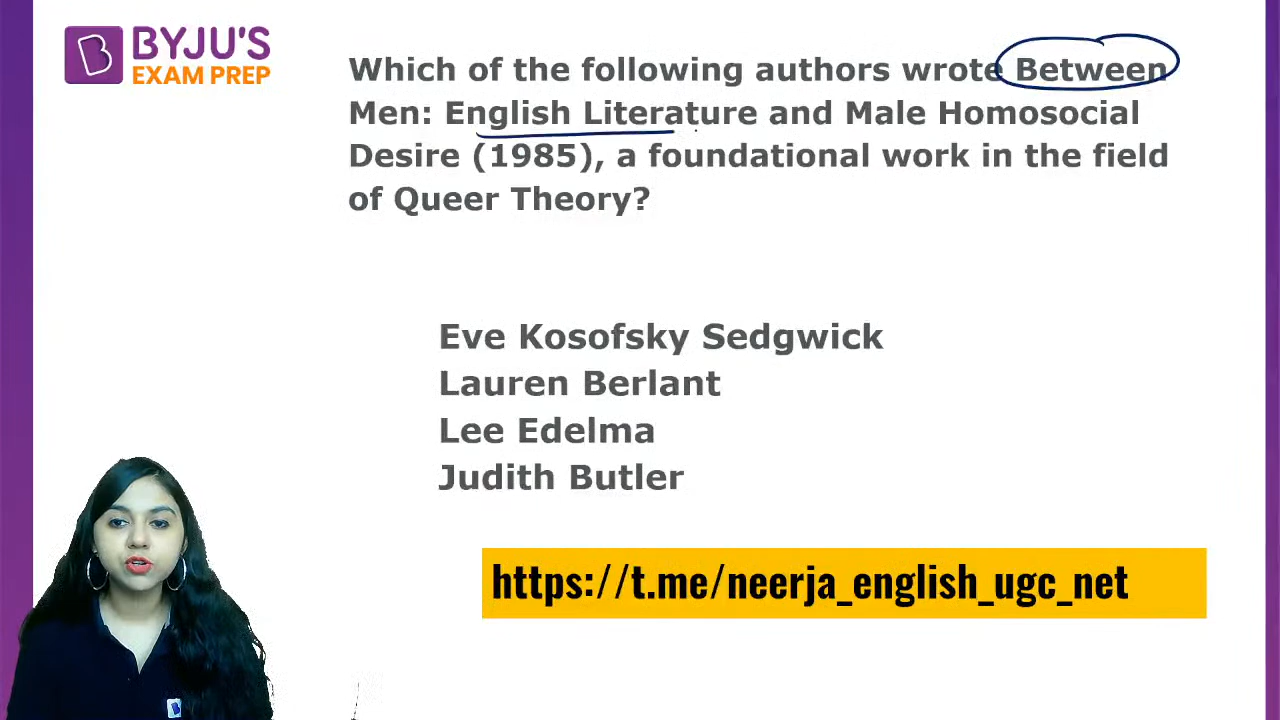 BYJU'S
EXAM PREP
Which of the following authors wrote Between
Men: English Literature and Male Homosocial
Desire (1985), a foundational work in the field
of Queer Theory?
Eve Kosofsky Sedgwick
Lauren Berlant
Lee Edelma
Judith Butler
https://t.me/neerja_english_ugc_net